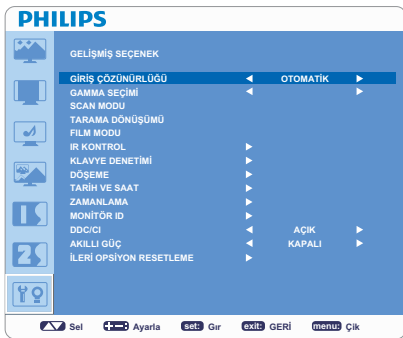 PHILIPS
GELİŞMİŞ SEÇENEK
GİRİŞ ÇÖZÜNÜRLÜĞÜ OTOMATİK
GAMMA SEÇİMİ
SCAN MODU
TARAMA DÖNÜŞÜMÜ
FILM MODU
IR KONTROL
KLAVYE DENETİMİ
DÖŞEME
TARİH VE SAAT
ZAMANLAMA
MONİTÖR ID
DDC/CI AÇIK
AKILLI GÜÇ KAPALI
İLERİ OPSİYON RESETLEME
Sel Ayarla set: Gır exit: GERİ menu: Çik